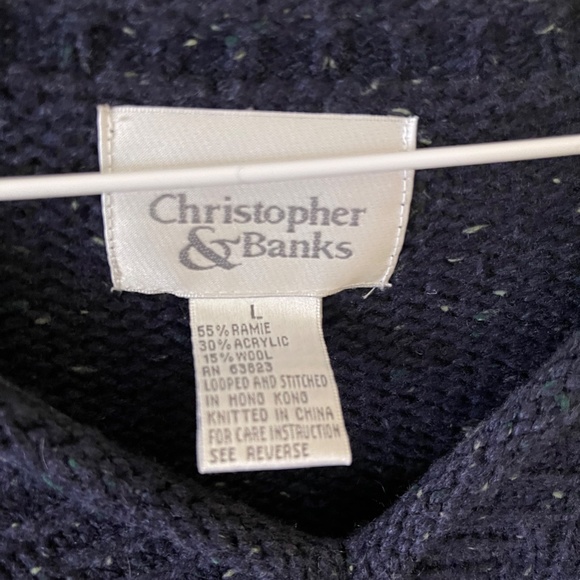 Christopher
& Banks
L
55% RAMIE
30% ACRYLIC
15% WOOL
RN 63623
LOOPED AND STITCHED
IN HONG KONG
KNITTED IN CHINA
FOR CARE INSTRUCTION
SEE REVERSE